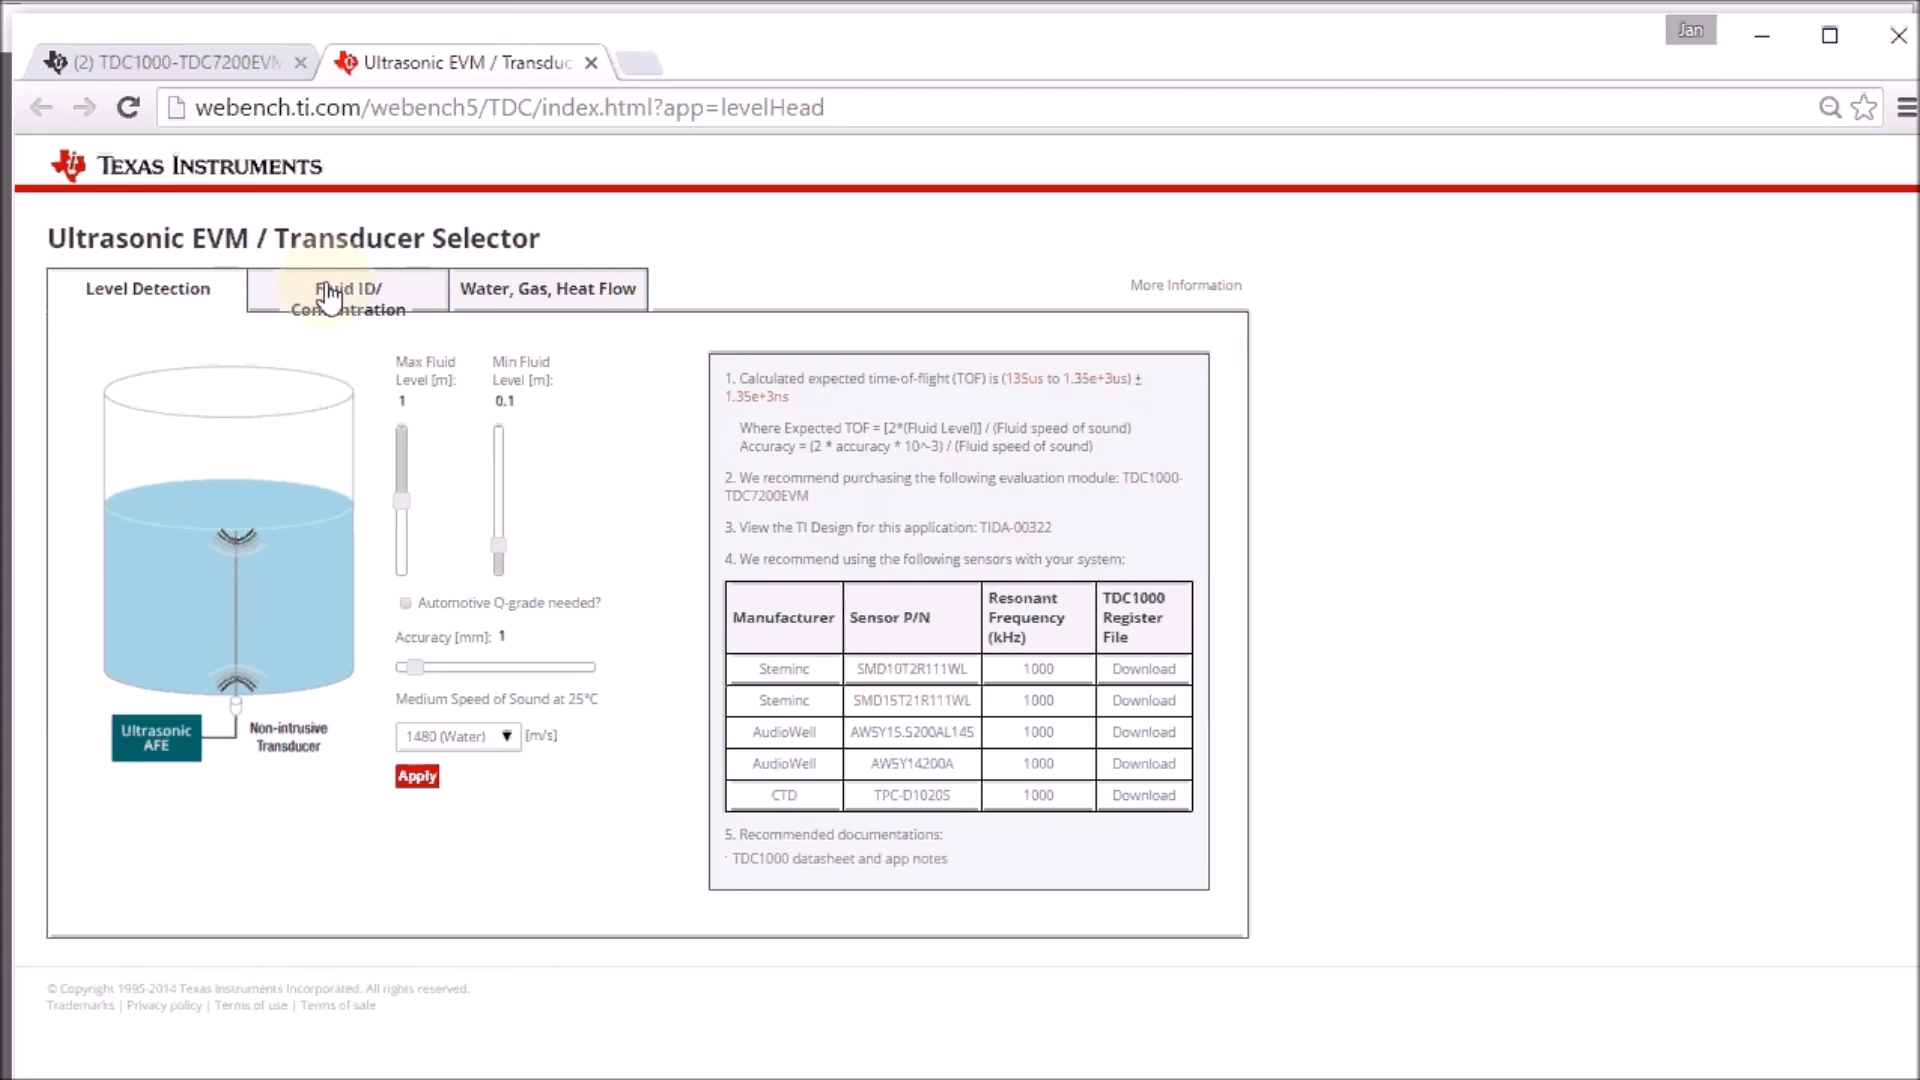 Jan
(2) TDC1000-TDC7200EVM
Ultrasonic EVM / Transduc
webench.ti.com/webench5/TDC/index.html?app=levelHead
TEXAS INSTRUMENTS
Ultrasonic EVM / Transducer Selector
Level Detection
Fluid ID/
Concentration
Water, Gas, Heat Flow
More Information
Max Fluid
Level [m]:
1
Min Fluid
Level [m]:
0.1
Automotive Q-grade needed?
Accuracy [mm]: 1
Medium Speed of Sound at 25°C
1480 (Water) [m/s]
Apply
Ultrasonic
AFE
Non-intrusive
Transducer
1. Calculated expected time-of-flight (TOF) is (135us to 1.35e+3us) ±
1.35e+3ns
Where Expected TOF = [2*(Fluid Level)] / (Fluid speed of sound)
Accuracy = (2 * accuracy * 10^-3) / (Fluid speed of sound)
2. We recommend purchasing the following evaluation module: TDC1000-
TDC7200EVM
3. View the TI Design for this application: TIDA-00322
4. We recommend using the following sensors with your system:
Manufacturer Sensor P/N Resonant Frequency (kHz) TDC1000 Register File
Steminc SMD10T2R111WL 1000 Download
Steminc SMD15T21R111WL 1000 Download
AudioWell AW5Y15.5200AL145 1000 Download
AudioWell AW5Y14200A 1000 Download
CTD TPC-D1020S 1000 Download
5. Recommended documentations:
· TDC1000 datasheet and app notes
© Copyright 1995-2014 Texas Instruments Incorporated. All rights reserved.
Trademarks | Privacy policy | Terms of use | Terms of sale